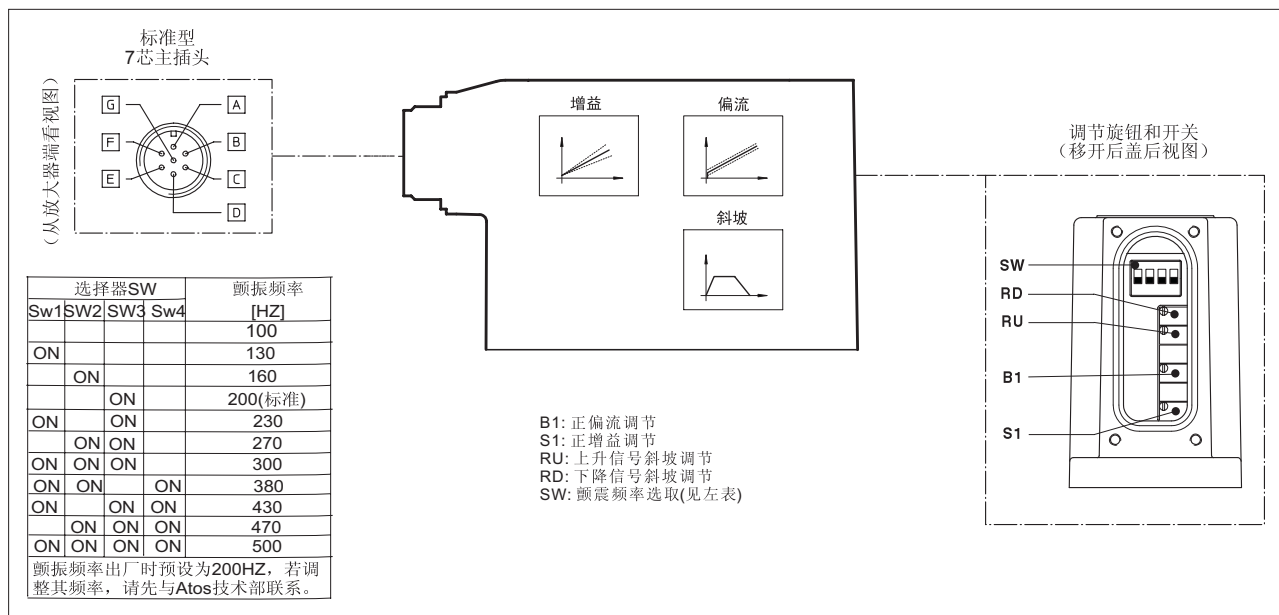 标准型
7芯主插头
(从放大器端看视图)
G
A
F
B
E
C
D
增益
偏流
斜坡
调节旋钮和开关
(移开后盖后视图)
SW
RD
RU
B1
S1
选择器SW 颤振频率
Sw1 SW2 SW3 Sw4 [HZ]
100
ON 130
ON 160
ON 200(标准)
ON ON 230
ON ON 270
ON ON ON 300
ON ON ON 380
ON ON ON 430
ON ON ON 470
ON ON ON ON 500
颤振频率出厂时预设为200HZ，若调
整其频率，请先与Atos技术部联系。
B1: 正偏流调节
S1: 正增益调节
RU: 上升信号斜坡调节
RD: 下降信号斜坡调节
SW: 颤震频率选取(见左表)